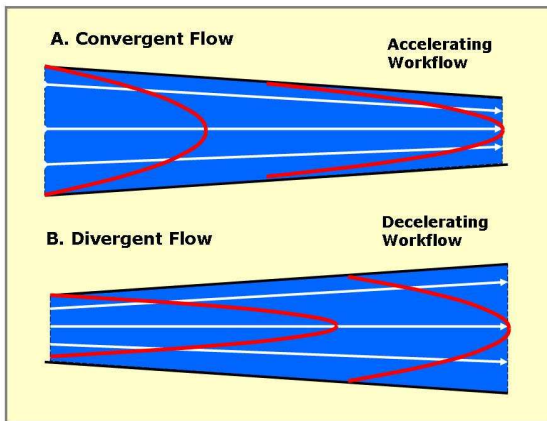 A. Convergent Flow
Accelerating
Workflow
B. Divergent Flow
Decelerating
Workflow